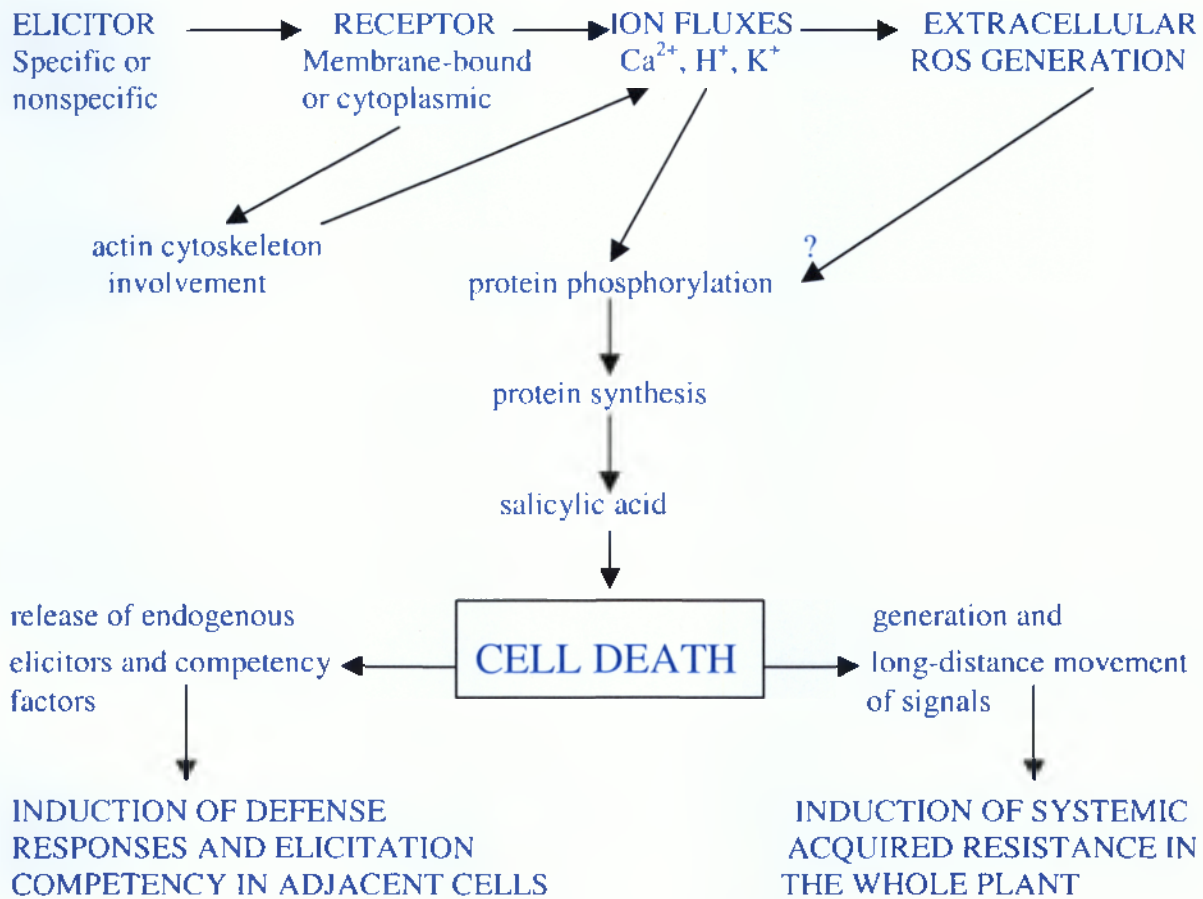 ELICITOR
Specific or
nonspecific
RECEPTOR
Membrane-bound
or cytoplasmic
ION FLUXES
Ca²⁺, H⁺, K⁺
EXTRACELLULAR
ROS GENERATION
actin cytoskeleton
involvement
?
protein phosphorylation
protein synthesis
salicylic acid
CELL DEATH
release of endogenous
elicitors and competency
factors
generation and
long-distance movement
of signals
INDUCTION OF DEFENSE
RESPONSES AND ELICITATION
COMPETENCY IN ADJACENT CELLS
INDUCTION OF SYSTEMIC
ACQUIRED RESISTANCE IN
THE WHOLE PLANT